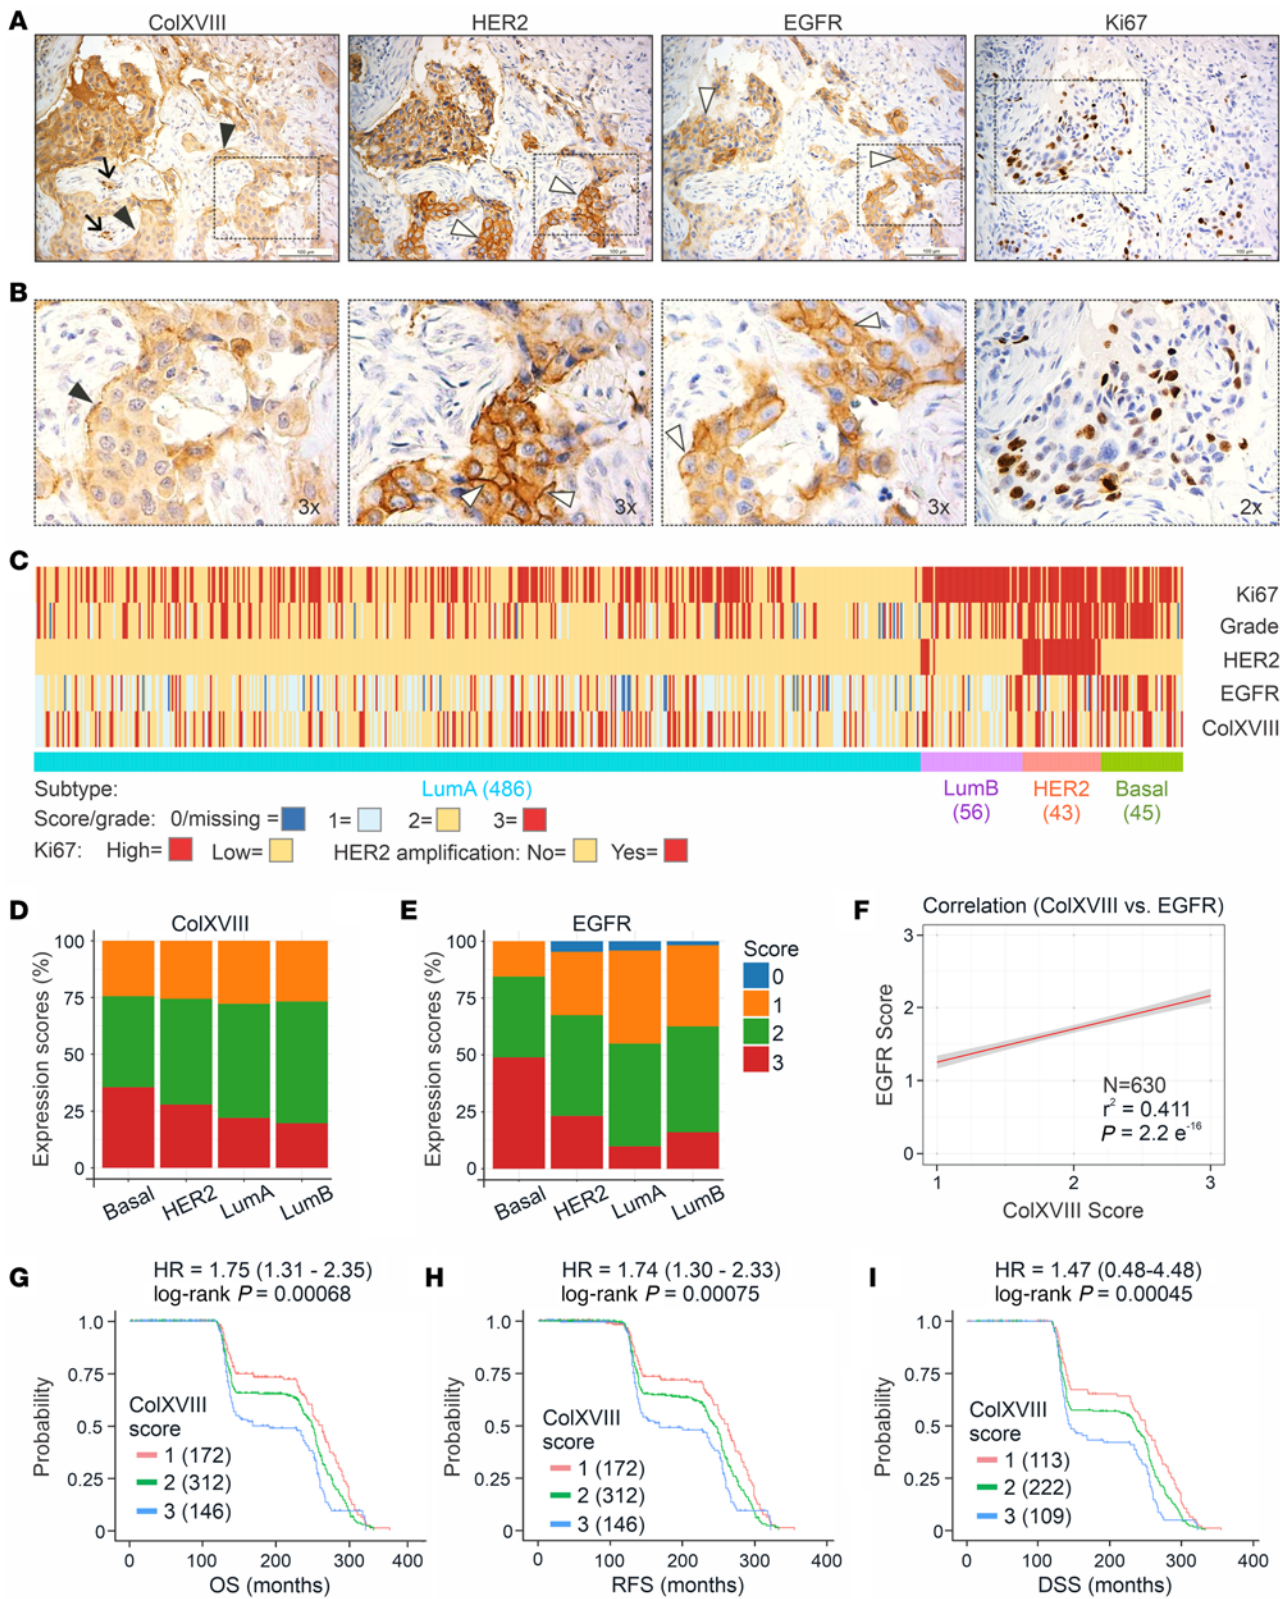 A
ColXVIII
HER2
EGFR
Ki67
100 µm
100 µm
100 µm
100 µm
B
3x
3x
3x
2x
C
Ki67
Grade
HER2
EGFR
ColXVIII
Subtype:
LumA (486)
LumB
(56)
HER2
(43)
Basal
(45)
Score/grade: 0/missing = 1= 2= 3=
Ki67: High= Low= HER2 amplification: No= Yes=
D
ColXVIII
Expression scores (%)
100
75
50
25
0
Basal
HER2
LumA
LumB
E
EGFR
Expression scores (%)
100
75
50
25
0
Basal
HER2
LumA
LumB
Score
0
1
2
3
F
Correlation (ColXVIII vs. EGFR)
EGFR Score
3
2
1
0
N=630
r² = 0.411
P = 2.2 e⁻¹⁶
1
2
3
ColXVIII Score
G
HR = 1.75 (1.31 - 2.35)
log-rank P = 0.00068
Probability
1.0
0.75
0.5
0.25
0
ColXVIII
score
1 (172)
2 (312)
3 (146)
0 100 200 300 400
OS (months)
H
HR = 1.74 (1.30 - 2.33)
log-rank P = 0.00075
Probability
1.0
0.75
0.5
0.25
0
ColXVIII
score
1 (172)
2 (312)
3 (146)
0 100 200 300 400
RFS (months)
I
HR = 1.47 (0.48-4.48)
log-rank P = 0.00045
Probability
1.0
0.75
0.5
0.25
0
ColXVIII
score
1 (113)
2 (222)
3 (109)
0 100 200 300 400
DSS (months)